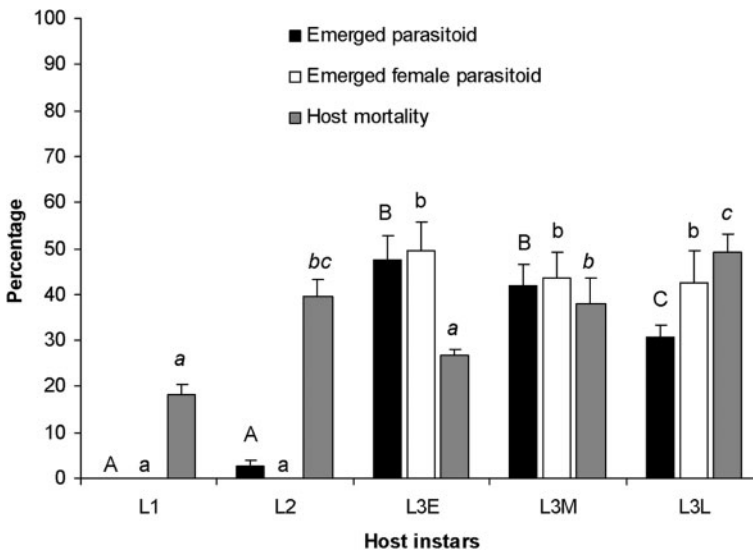 100
90
80
70
60
50
40
30
20
10
0
Percentage
Emerged parasitoid
Emerged female parasitoid
Host mortality
A a a
A a bc
B b a
B b b
C b c
L1 L2 L3E L3M L3L
Host instars